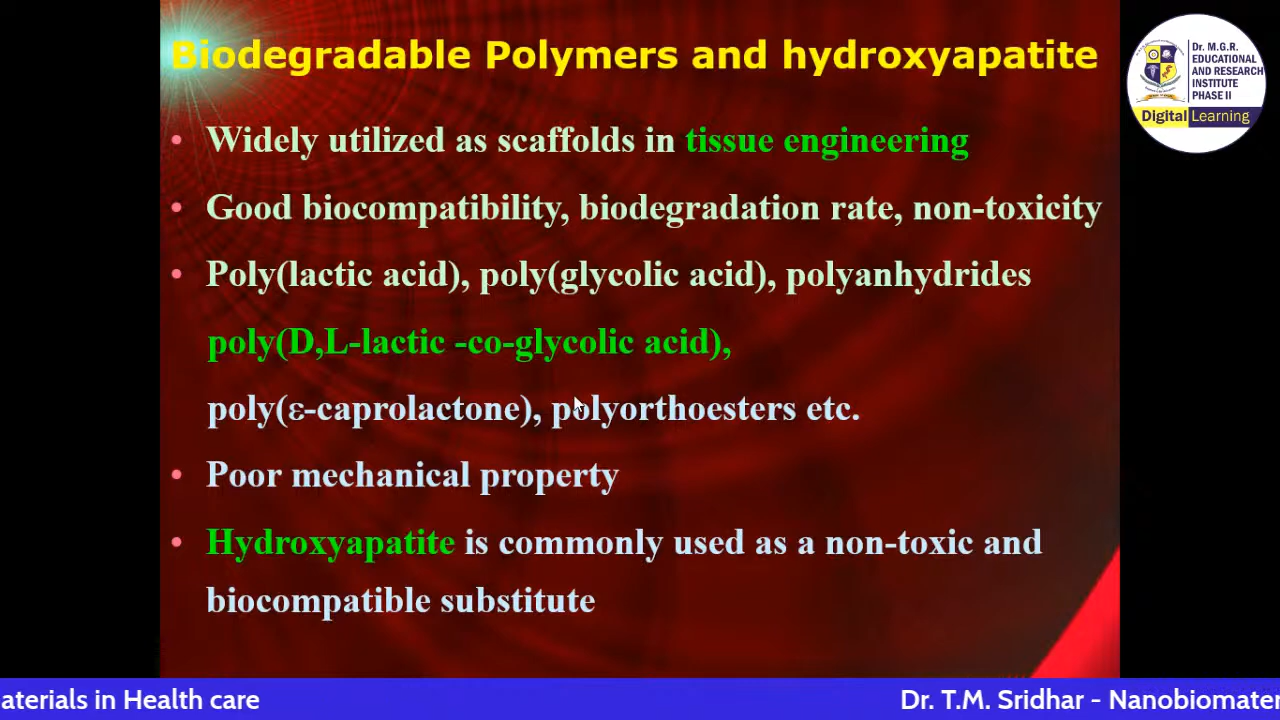 Biodegradable Polymers and hydroxyapatite
• Widely utilized as scaffolds in tissue engineering
• Good biocompatibility, biodegradation rate, non-toxicity
• Poly(lactic acid), poly(glycolic acid), polyanhydrides
poly(D,L-lactic -co-glycolic acid),
poly(ε-caprolactone), polyorthoesters etc.
• Poor mechanical property
• Hydroxyapatite is commonly used as a non-toxic and
biocompatible substitute
Dr. M.G.R.
EDUCATIONAL
AND RESEARCH
INSTITUTE
PHASE II
Digital Learning
aterials in Health care
Dr. T.M. Sridhar - Nanobiomater